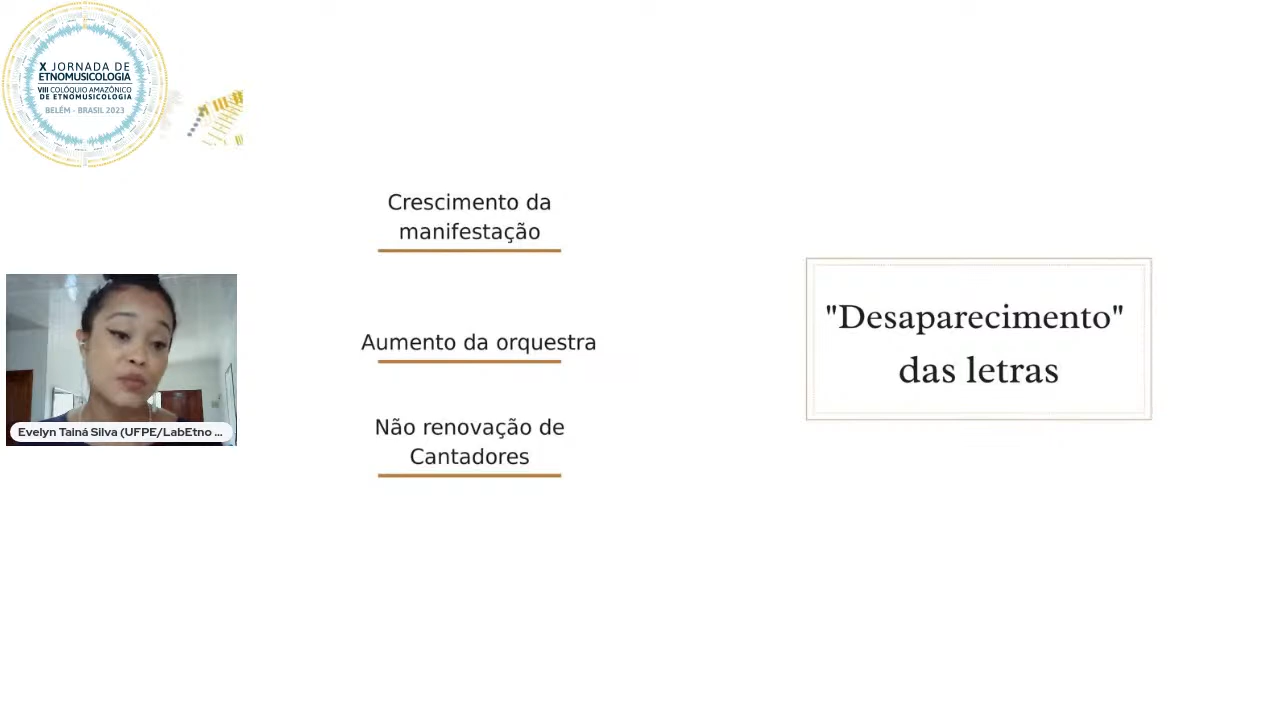 X JORNADA DE
ETNOMUSICOLOGIA
VIII COLÓQUIO AMAZÔNICO
DE ETNOMUSICOLOGIA
BELÉM - BRASIL 2023
Crescimento da
manifestação
Aumento da orquestra
Não renovação de
Cantadores
"Desaparecimento"
das letras
Evelyn Tainá Silva (UFPE/LabEtno ...